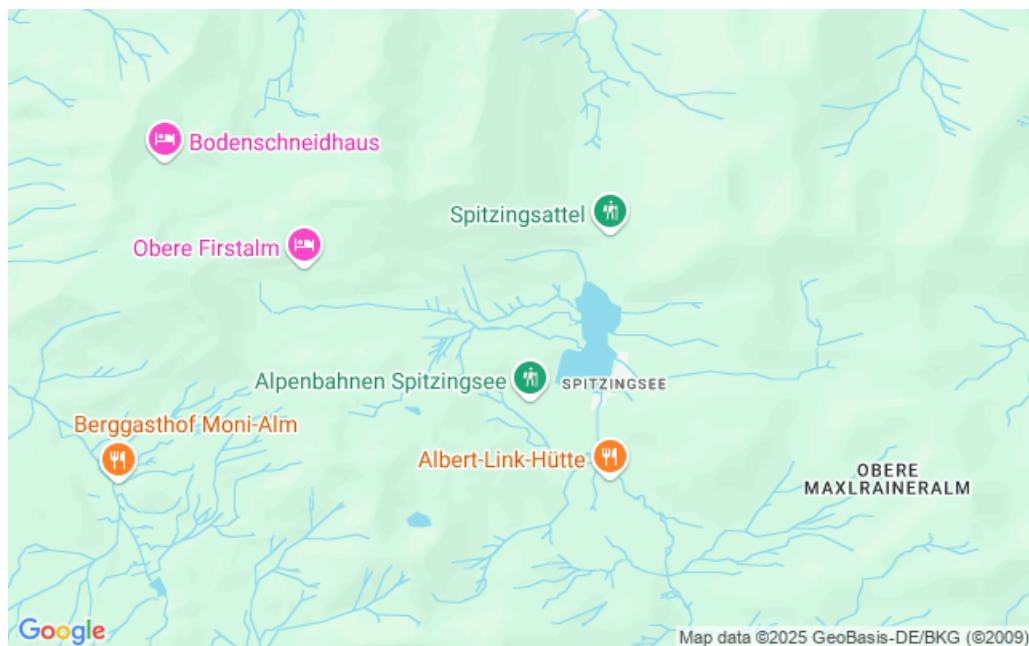 Bodenschneidhaus
Spitzingsattel
Obere Firstalm
Alpenbahnen Spitzingsee
SPITZINGSEE
Berggasthof Moni-Alm
Albert-Link-Hütte
OBERE
MAXLRAINERALM
Google
Map data ©2025 GeoBasis-DE/BKG (©2009)